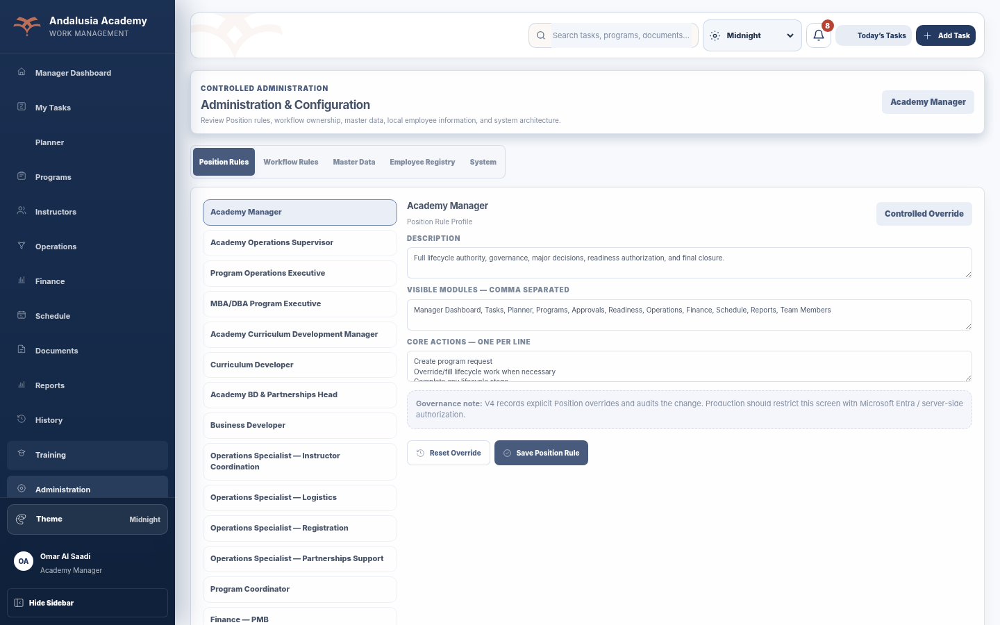 Andalusia Academy
WORK MANAGEMENT
Manager Dashboard
My Tasks
Planner
Programs
Instructors
Operations
Finance
Schedule
Documents
Reports
History
Training
Administration
Theme
Midnight
OA
Omar Al Saadi
Academy Manager
Hide Sidebar
Search tasks, programs, documents...
Midnight
8
Today's Tasks
Add Task
CONTROLLED ADMINISTRATION
Administration & Configuration
Review Position rules, workflow ownership, master data, local employee information, and system architecture.
Academy Manager
Position Rules
Workflow Rules
Master Data
Employee Registry
System
Academy Manager
Academy Operations Supervisor
Program Operations Executive
MBA/DBA Program Executive
Academy Curriculum Development Manager
Curriculum Developer
Academy BD & Partnerships Head
Business Developer
Operations Specialist — Instructor
Coordination
Operations Specialist — Logistics
Operations Specialist — Registration
Operations Specialist — Partnerships Support
Program Coordinator
Finance — PMB
Academy Manager
Position Rule Profile
Controlled Override
DESCRIPTION
Full lifecycle authority, governance, major decisions, readiness authorization, and final closure.
VISIBLE MODULES — COMMA SEPARATED
Manager Dashboard, Tasks, Planner, Programs, Approvals, Readiness, Operations, Finance, Schedule, Reports, Team Members
CORE ACTIONS — ONE PER LINE
Create program request
Override/fill lifecycle work when necessary
Complete any lifecycle stage
Governance note: V4 records explicit Position overrides and audits the change. Production should restrict this screen with Microsoft Entra / server-side
authorization.
Reset Override
Save Position Rule